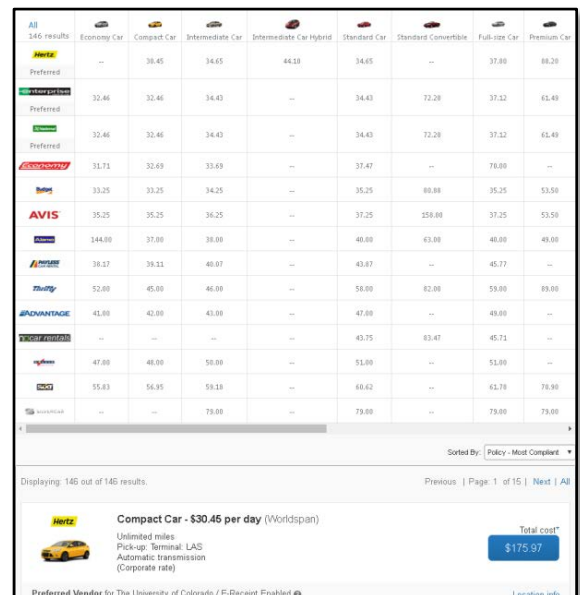 All
146 results Economy Car Compact Car Intermediate Car Intermediate Car Hybrid Standard Car Standard Convertible Full-size Car Premium Car
Hertz -- 30.45 34.65 44.10 34.65 -- 37.80 88.20
Preferred
enterprise 32.46 32.46 34.43 -- 34.43 72.20 37.12 61.49
Preferred
32.46 32.46 34.43 -- 34.43 72.20 37.12 61.49
Preferred
Economy 31.71 32.69 33.69 -- 37.47 -- 70.00 --
Budget 33.25 33.25 34.25 -- 35.25 80.00 35.25 53.50
AVIS 35.25 35.25 36.25 -- 37.25 150.00 37.25 53.50
Alamo 144.00 37.00 38.00 -- 40.00 63.00 40.00 49.00
PAYLESS 38.17 39.11 40.07 -- 43.87 -- 45.77 --
Thrifty 52.00 45.00 46.00 -- 58.00 82.00 59.00 89.00
ADVANTAGE 41.00 42.00 43.00 -- 47.00 -- 49.00 --
car rentals -- -- -- -- 43.75 83.47 45.71 --
47.00 48.00 50.00 -- 51.00 -- 51.00 --
SIXT 55.83 56.95 59.18 -- 60.62 -- 61.78 70.90
-- -- 79.00 -- 79.00 -- 79.00 79.00
Sorted By: Policy - Most Compliant
Displaying: 146 out of 146 results.
Previous | Page: 1 of 15 | Next | All
Hertz
Compact Car - $30.45 per day (Worldspan)
Unlimited miles
Pick-up: Terminal: LAS
Automatic transmission
(Corporate rate)
Total cost*
$175.97
Preferred Vendor for The University of Colorado / E-Receipt Enabled
Location info